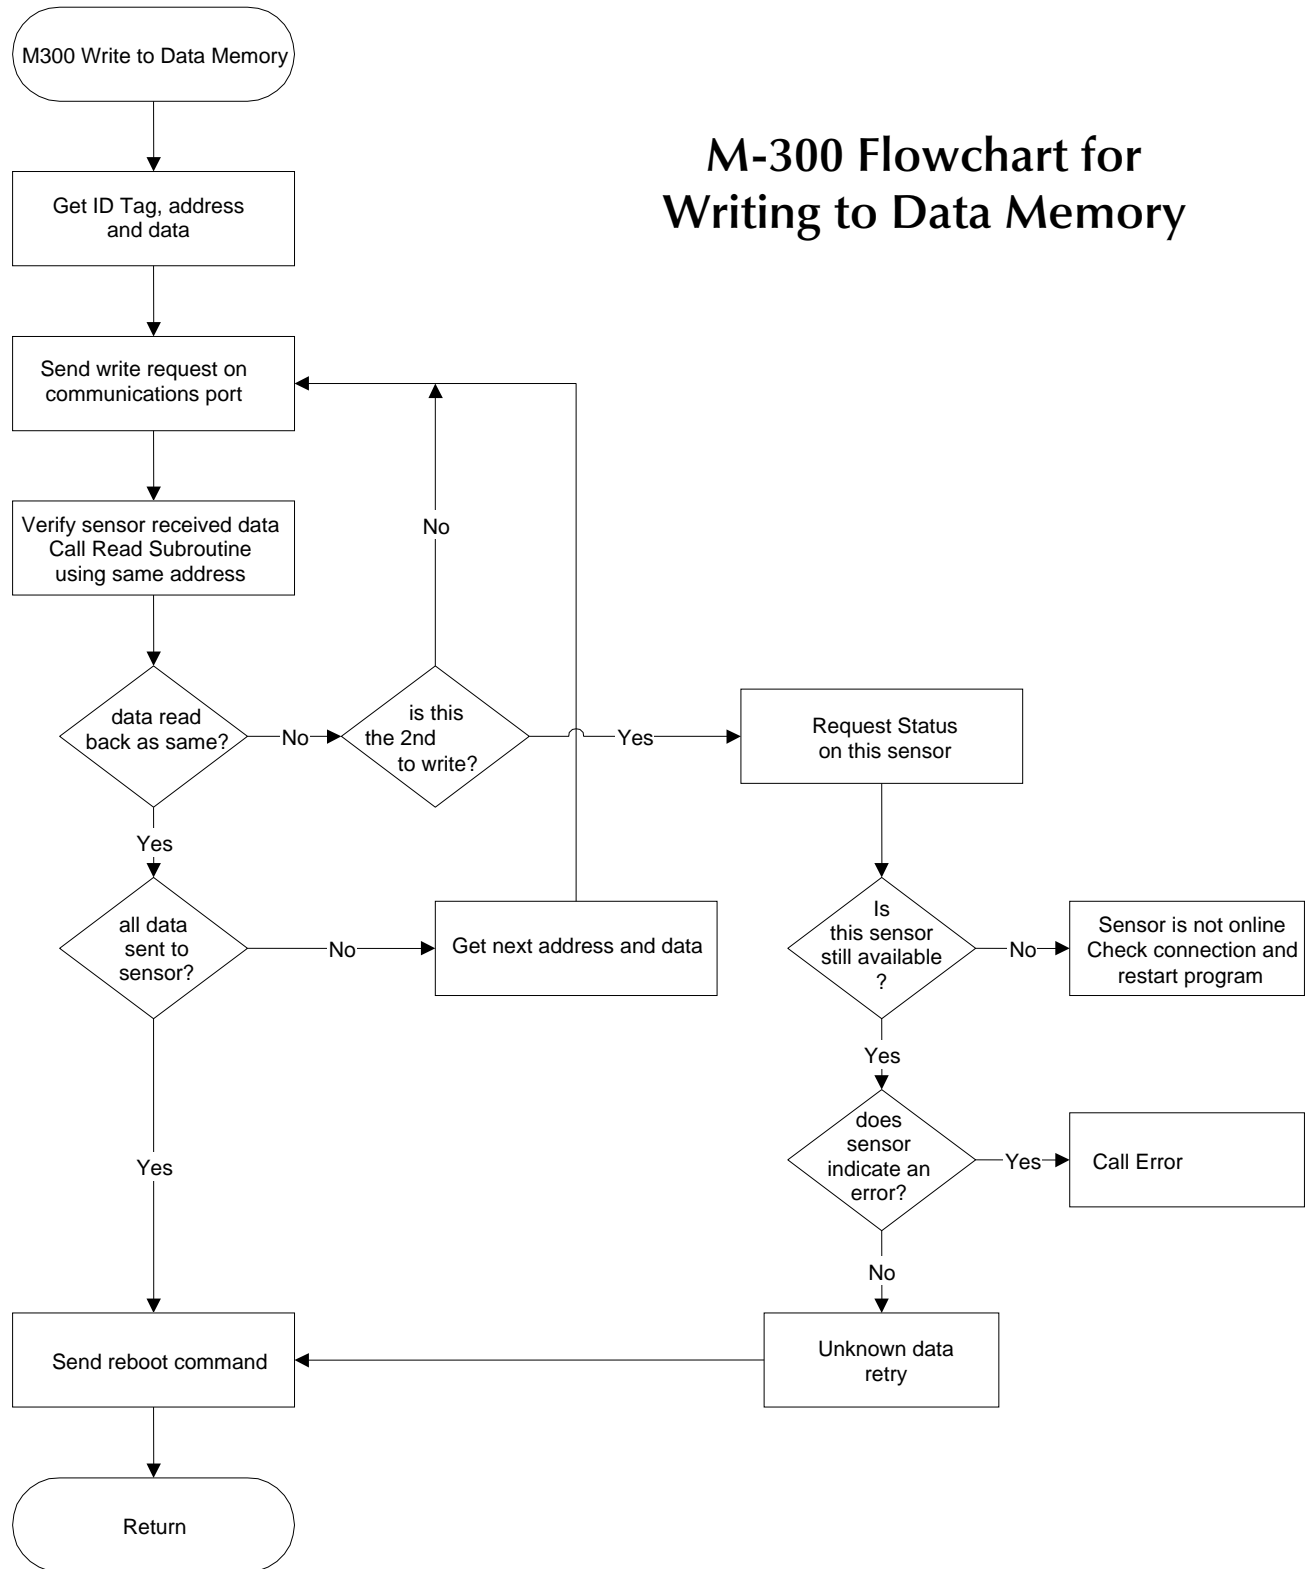 M300 Write to Data Memory
M-300 Flowchart for
Writing to Data Memory
Get ID Tag, address
and data
Send write request on
communications port
Verify sensor received data
Call Read Subroutine
using same address
No
data read
back as same?
No
is this
the 2nd
to write?
Yes
Request Status
on this sensor
Yes
all data
sent to
sensor?
No
Get next address and data
Is
this sensor
still available
?
No
Sensor is not online
Check connection and
restart program
Yes
does
sensor
indicate an
error?
Yes
Call Error
Yes
No
Send reboot command
Unknown data
retry
Return